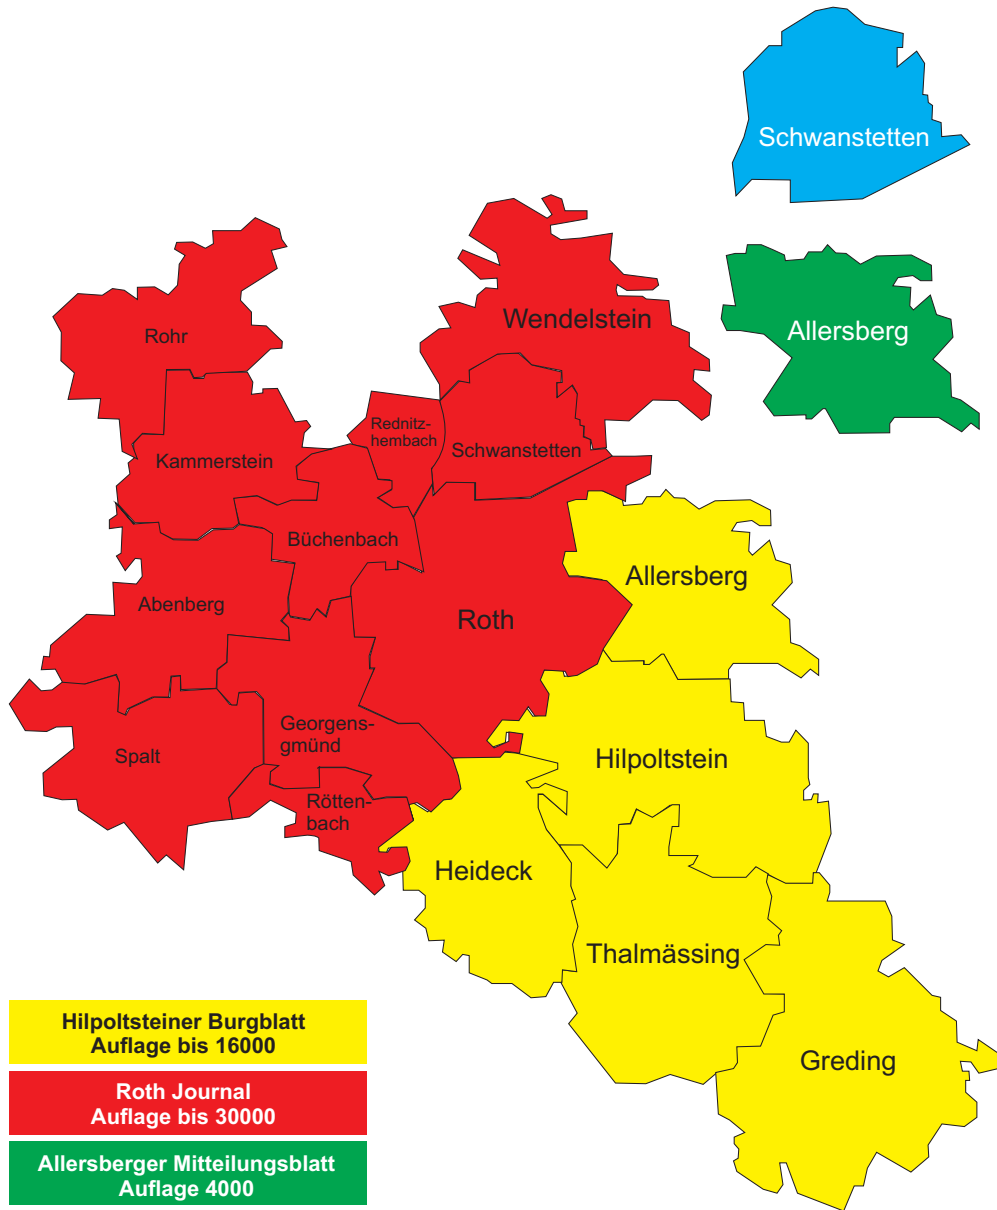 Schwanstetten
Allersberg
Wendelstein
Rohr
Rednitz-
hembach
Schwanstetten
Kammerstein
Büchenbach
Allersberg
Abenberg
Roth
Georgens-
gmünd
Spalt
Hilpoltstein
Rötten-
bach
Heideck
Thalmässing
Greding
Hilpoltsteiner Burgblatt
Auflage bis 16000
Roth Journal
Auflage bis 30000
Allersberger Mitteilungsblatt
Auflage 4000